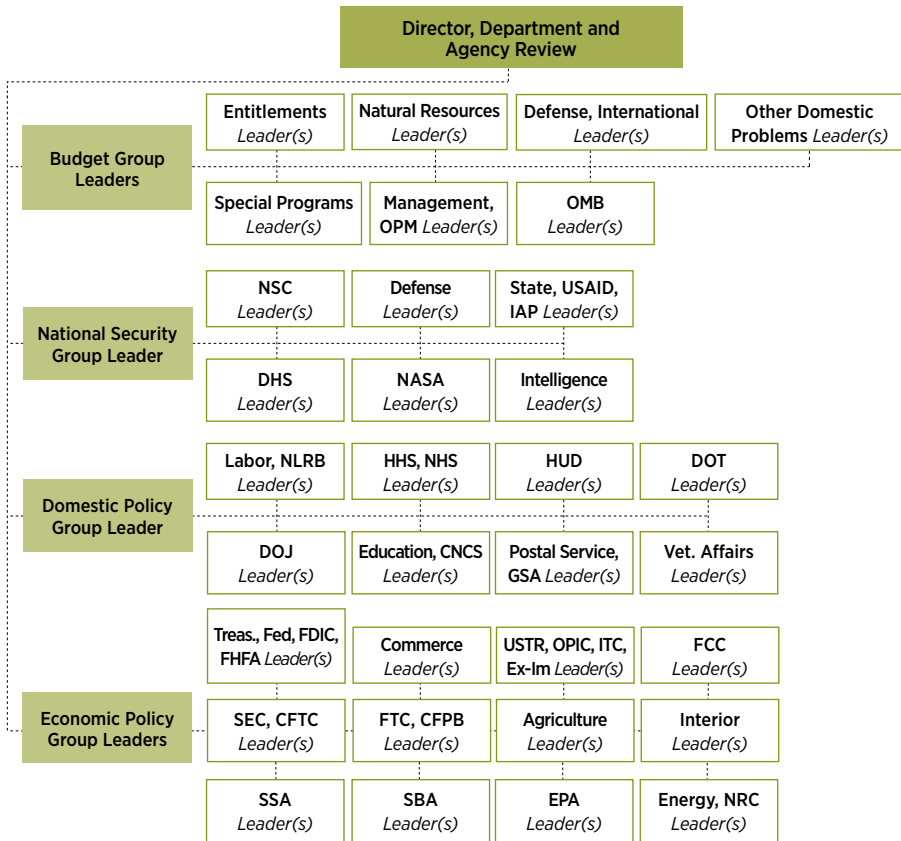 Director, Department and
Agency Review
Budget Group
Leaders
Entitlements
Leader(s)
Natural Resources
Leader(s)
Defense, International
Leader(s)
Other Domestic
Problems Leader(s)
Special Programs
Leader(s)
Management,
OPM Leader(s)
OMB
Leader(s)
National Security
Group Leader
NSC
Leader(s)
Defense
Leader(s)
State, USAID,
IAP Leader(s)
DHS
Leader(s)
NASA
Leader(s)
Intelligence
Leader(s)
Domestic Policy
Group Leader
Labor, NLRB
Leader(s)
HHS, NHS
Leader(s)
HUD
Leader(s)
DOT
Leader(s)
DOJ
Leader(s)
Education, CNCS
Leader(s)
Postal Service,
GSA Leader(s)
Vet. Affairs
Leader(s)
Economic Policy
Group Leaders
Treas., Fed, FDIC,
FHFA Leader(s)
Commerce
Leader(s)
USTR, OPIC, ITC,
Ex-Im Leader(s)
FCC
Leader(s)
SEC, CFTC
Leader(s)
FTC, CFPB
Leader(s)
Agriculture
Leader(s)
Interior
Leader(s)
SSA
Leader(s)
SBA
Leader(s)
EPA
Leader(s)
Energy, NRC
Leader(s)